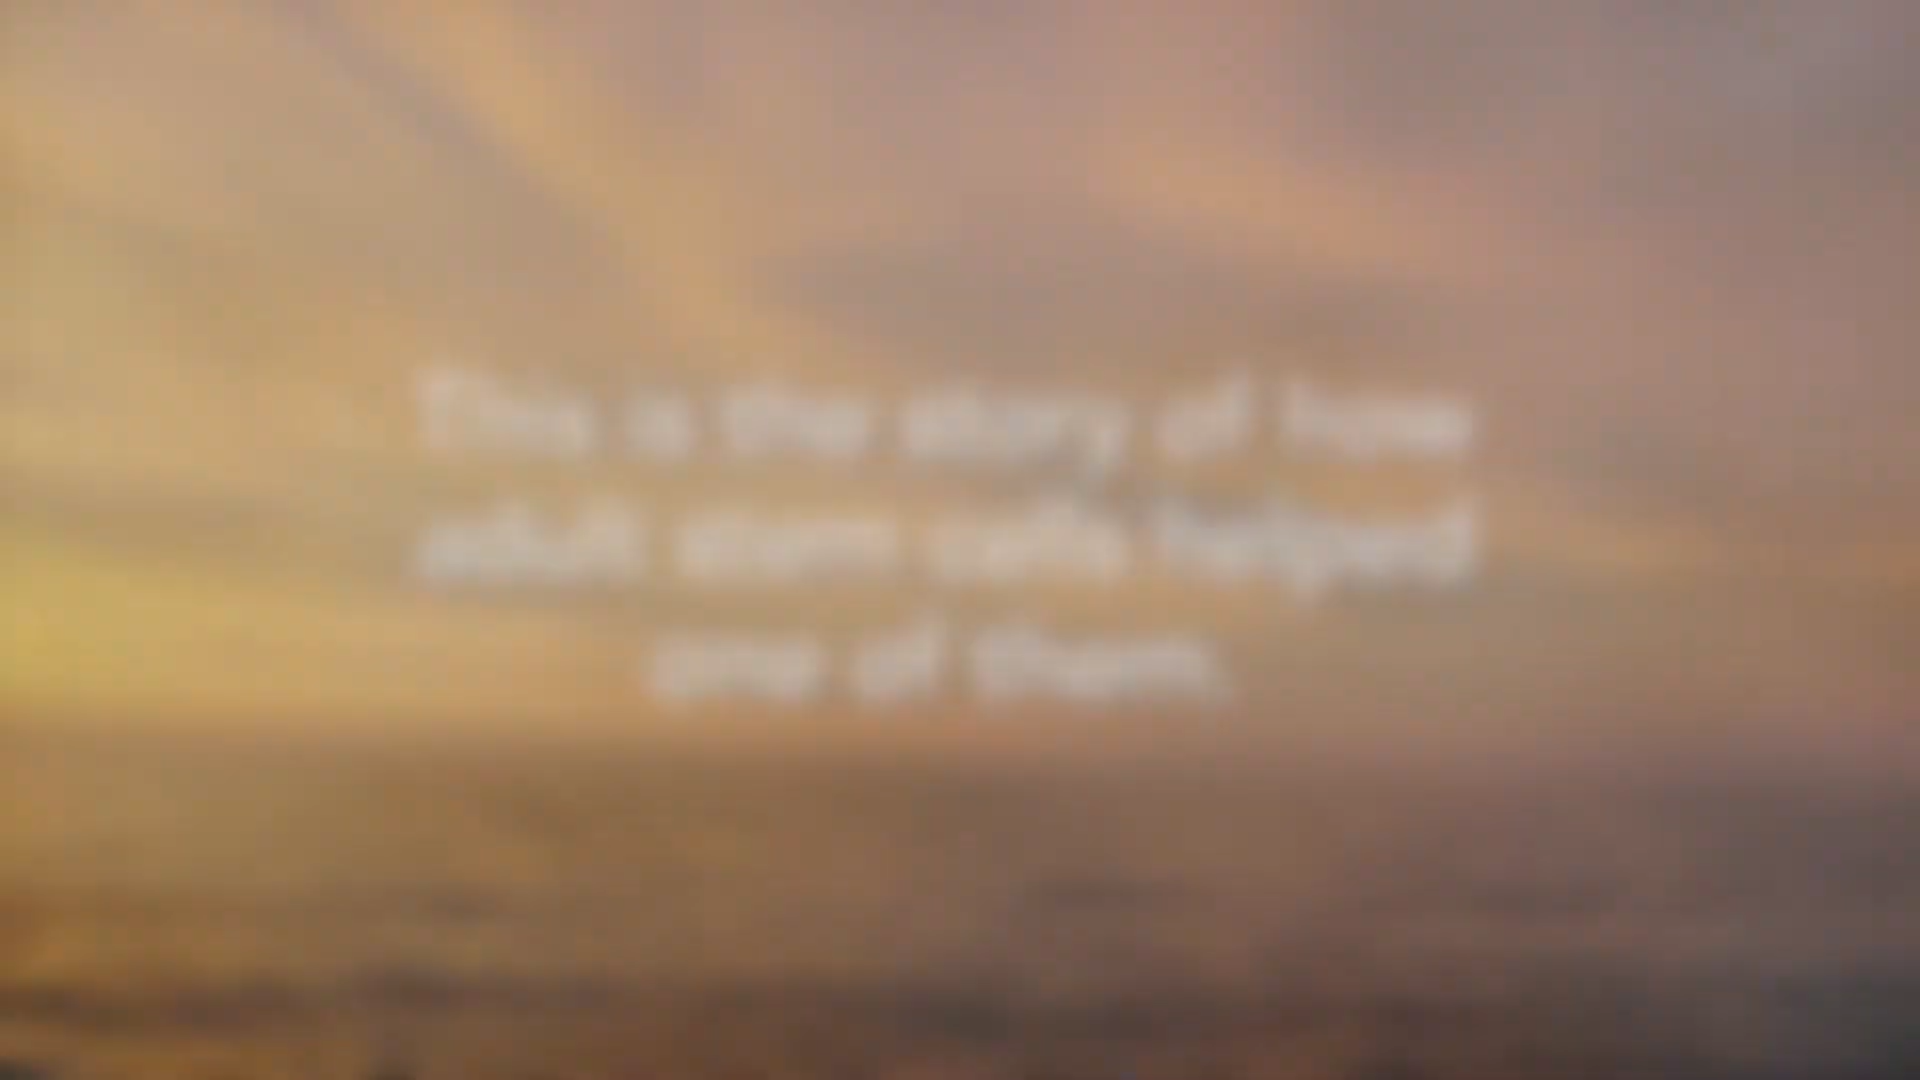 This is the story of how
adult stem cells helped
one of them.